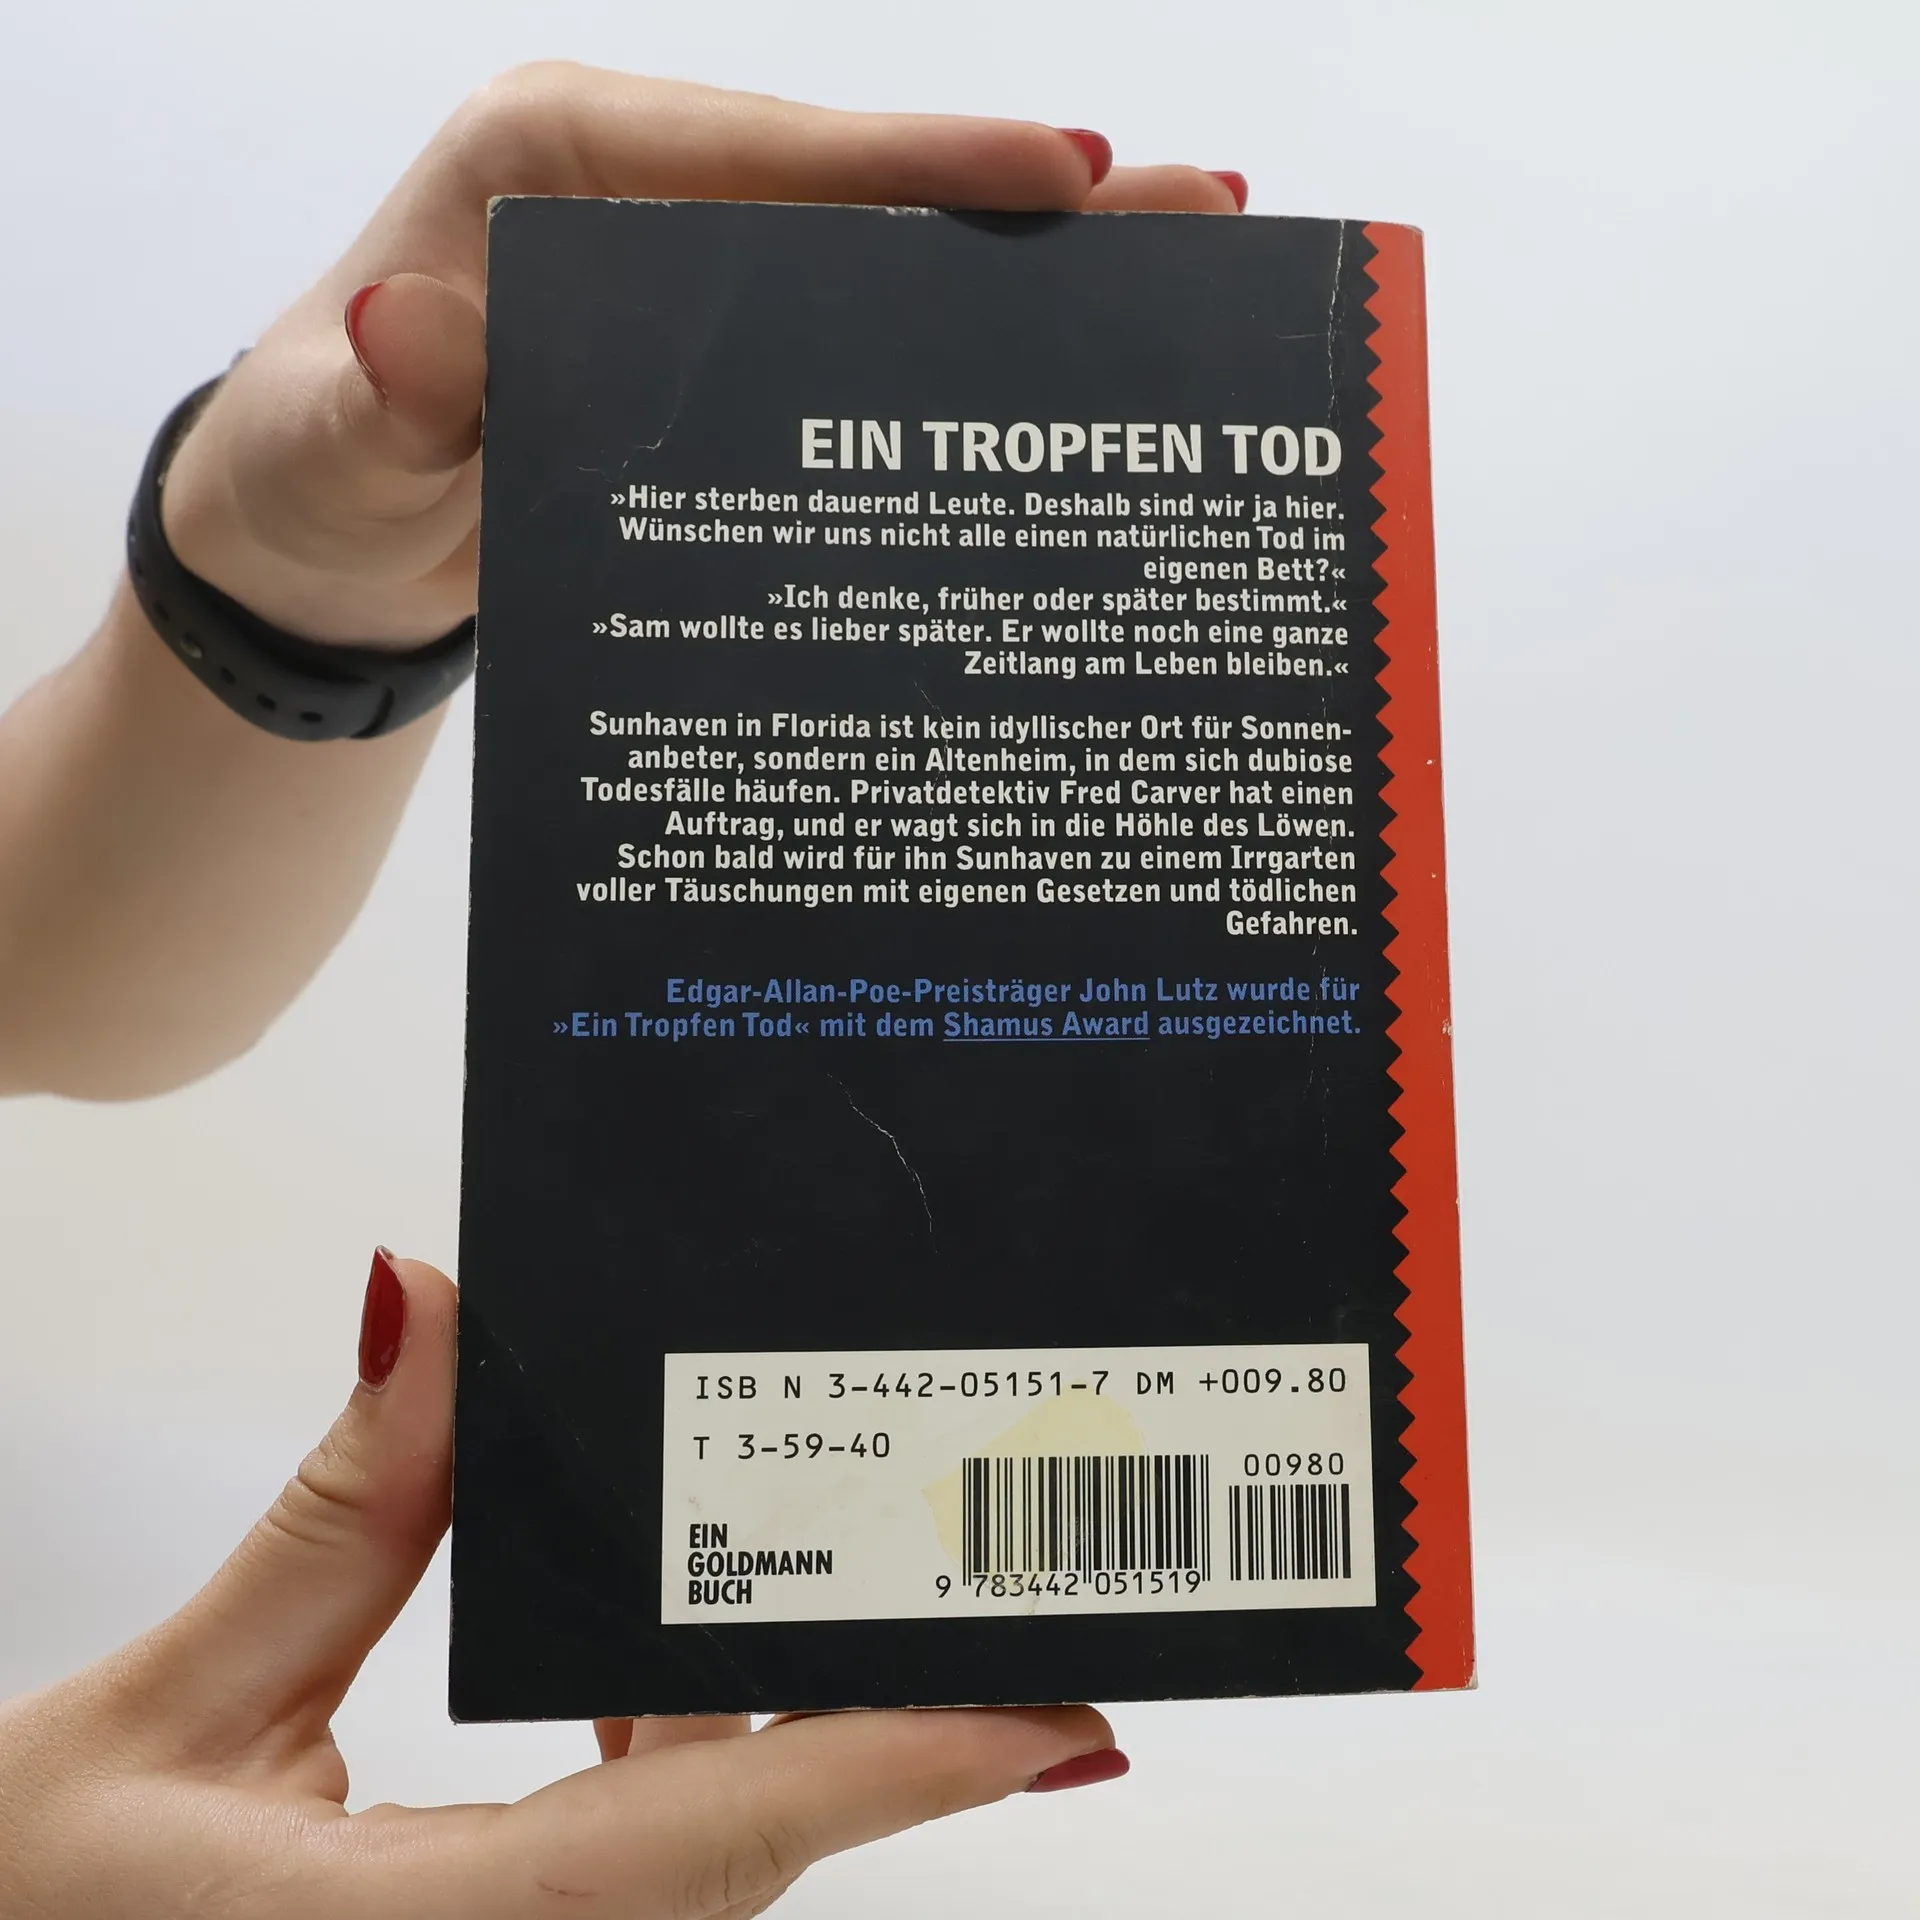 EIN TROPFEN TOD
»Hier sterben dauernd Leute. Deshalb sind wir ja hier.
Wünschen wir uns nicht alle einen natürlichen Tod im
eigenen Bett?«
»Ich denke, früher oder später bestimmt.«
»Sam wollte es lieber später. Er wollte noch eine ganze
Zeitlang am Leben bleiben.«
Sunhaven in Florida ist kein idyllischer Ort für Sonnen-
anbeter, sondern ein Altenheim, in dem sich dubiose
Todesfälle häufen. Privatdetektiv Fred Carver hat einen
Auftrag, und er wagt sich in die Höhle des Löwen.
Schon bald wird für ihn Sunhaven zu einem Irrgarten
voller Täuschungen mit eigenen Gesetzen und tödlichen
Gefahren.
Edgar-Allan-Poe-Preisträger John Lutz wurde für
»Ein Tropfen Tod« mit dem Shamus Award ausgezeichnet.
ISB N 3-442-05151-7 DM +009.80
T 3-59-40
00980
EIN
GOLDMANN
BUCH
9 783442 051519